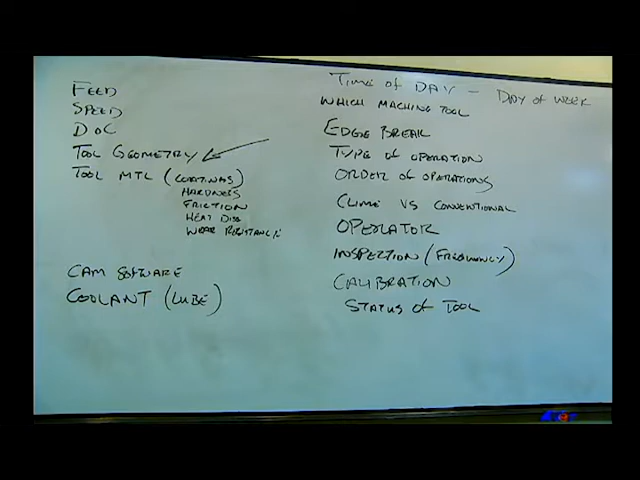 FEED
SPEED
DOC
TOOL GEOMETRY
TOOL MTL (COATINGS)
HARDNESS
FRICTION
HEAT DISS
WEAR RESISTANCE
CAM SOFTWARE
COOLANT (LUBE)
TIME OF DAY - DAY OF WEEK
WHICH MACHINE TOOL
EDGE BREAK
TYPE OF OPERATION
ORDER OF OPERATIONS
CLIMB VS CONVENTIONAL
OPERATOR
INSPECTION (FREQUENCY)
CALIBRATION
STATUS OF TOOL